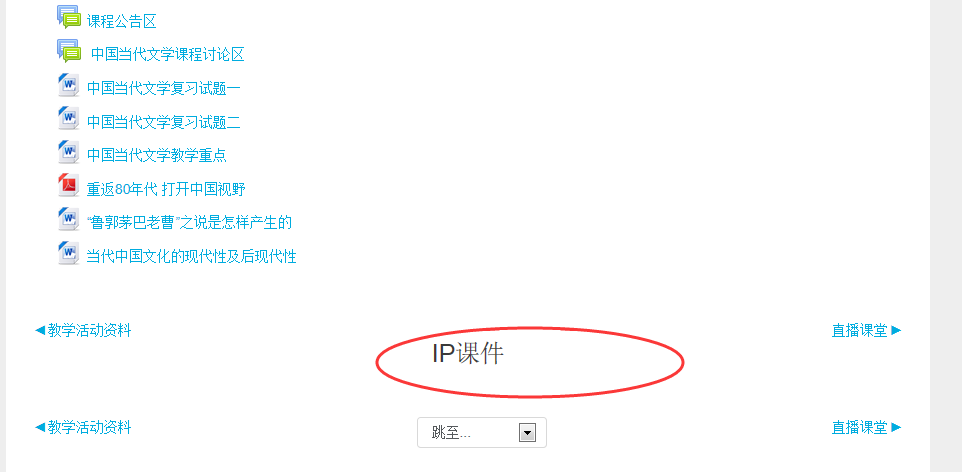 课程公告区
中国当代文学课程讨论区
中国当代文学复习试题一
中国当代文学复习试题二
中国当代文学教学重点
重返80年代 打开中国视野
“鲁郭茅巴老曹”之说是怎样产生的
当代中国文化的现代性及后现代性
◀教学活动资料 直播课堂▶
IP课件
◀教学活动资料 跳至... 直播课堂▶